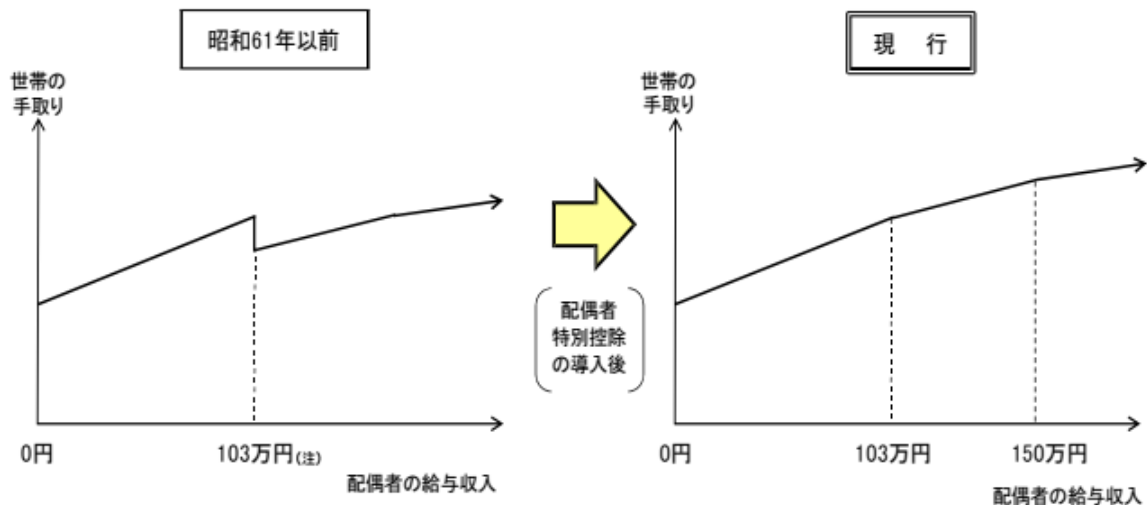 昭和61年以前
世帯の
手取り
0円
103万円(注)
配偶者の給与収入
配偶者
特別控除
の導入後
現 行
世帯の
手取り
0円
103万円
150万円
配偶者の給与収入